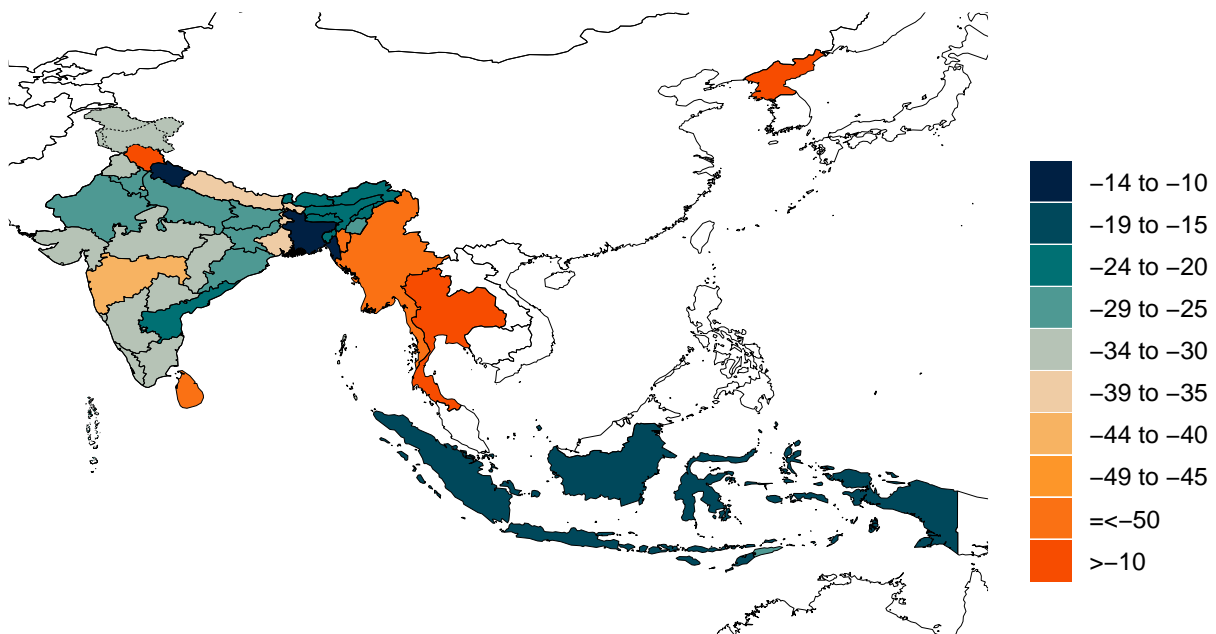 −14 to −10
−19 to −15
−24 to −20
−29 to −25
−34 to −30
−39 to −35
−44 to −40
−49 to −45
=<−50
>−10